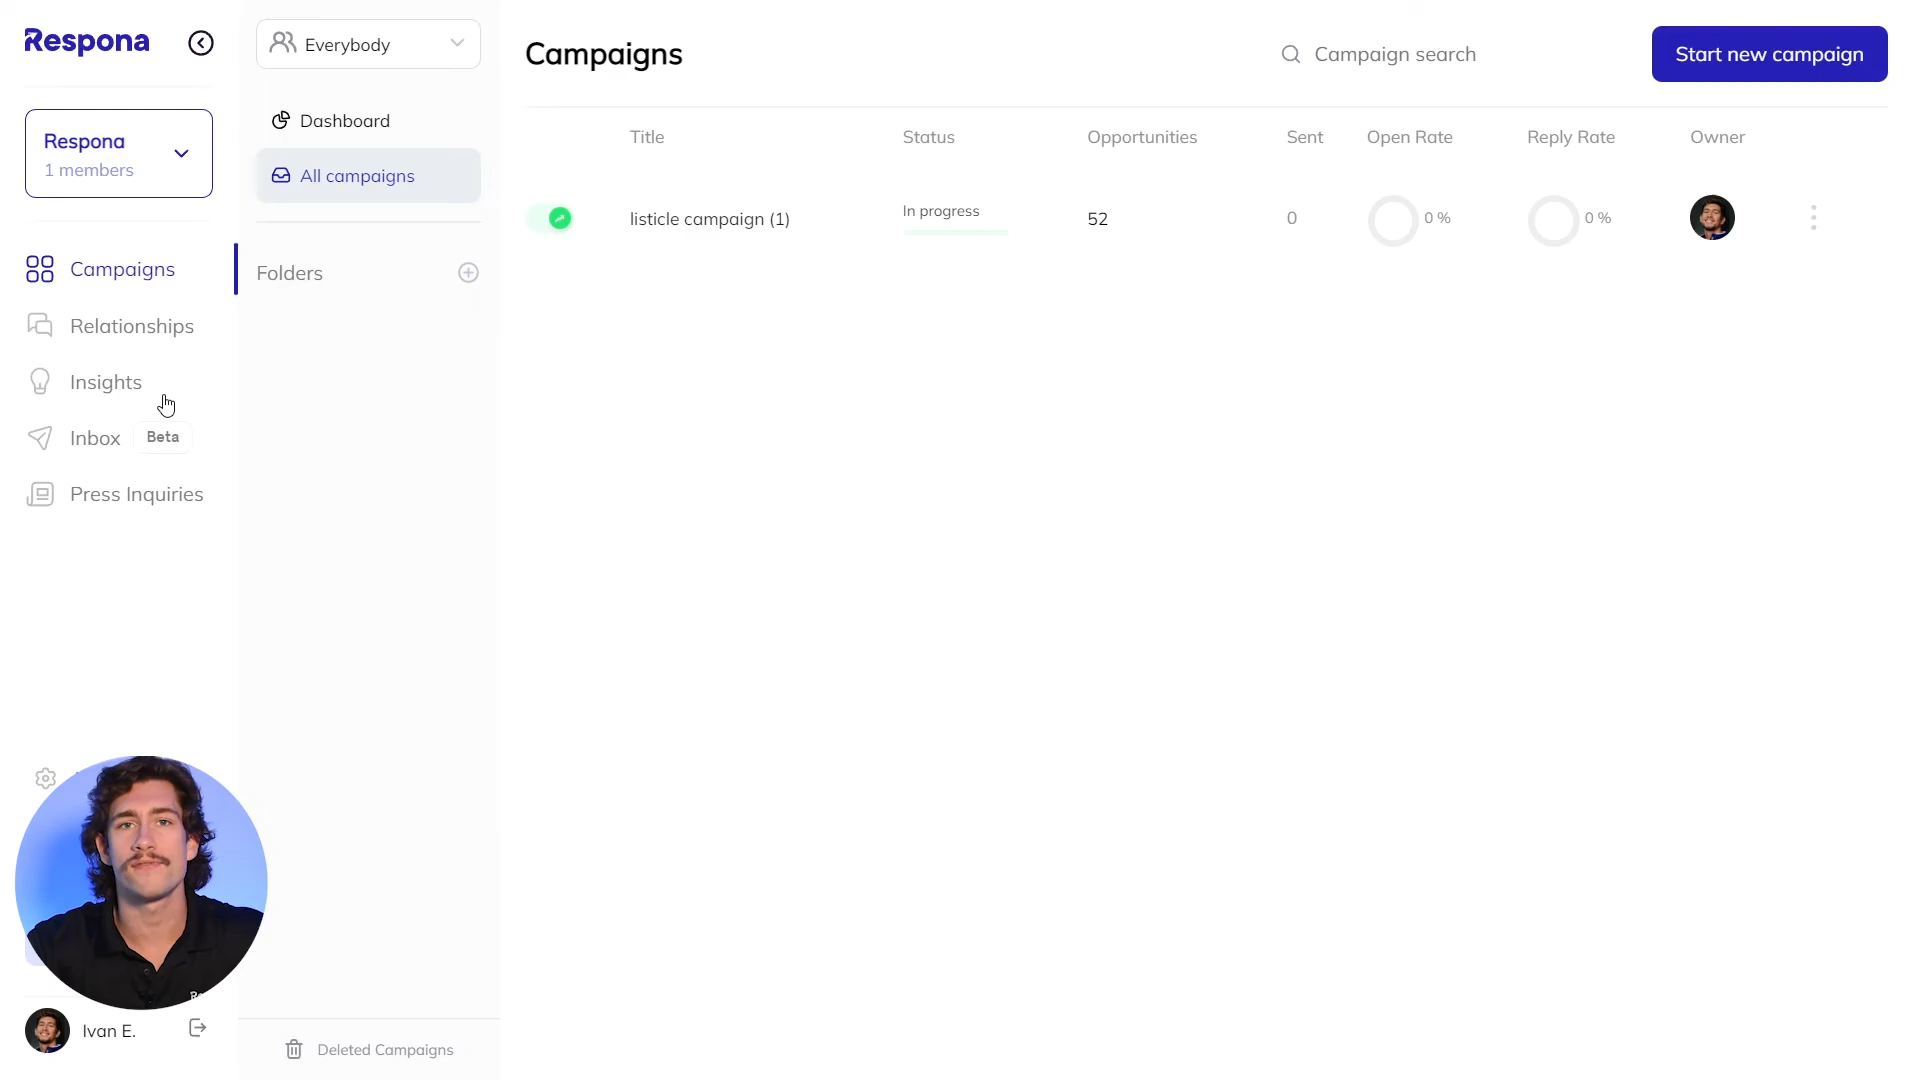 Respona
Respona
1 members
Campaigns
Relationships
Insights
Inbox Beta
Press Inquiries
Ivan E.
Everybody
Dashboard
All campaigns
Folders
Deleted Campaigns
Campaigns
Campaign search
Start new campaign
Title Status Opportunities Sent Open Rate Reply Rate Owner
listicle campaign (1) In progress 52 0 0 % 0 %